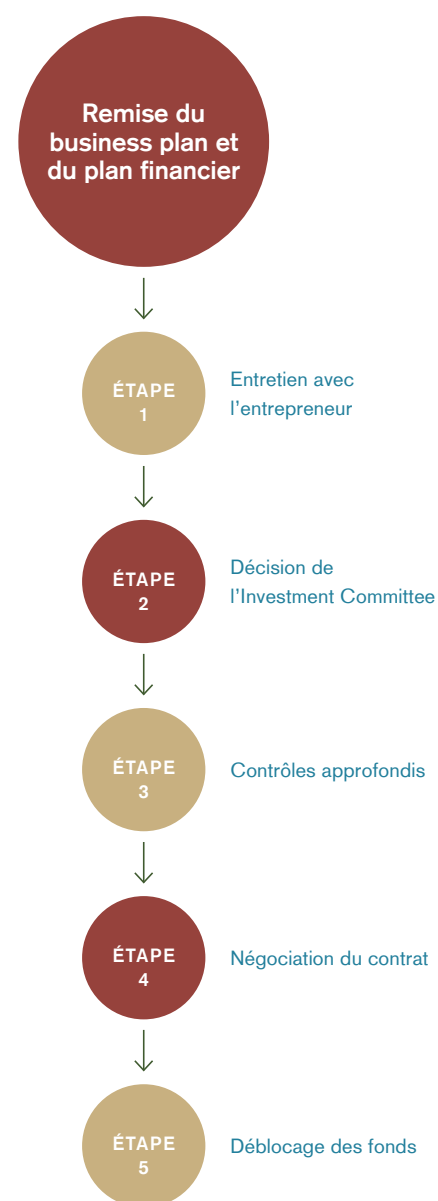 Remise du
business plan et
du plan financier
ÉTAPE
1
Entretien avec
l'entrepreneur
ÉTAPE
2
Décision de
l'Investment Committee
ÉTAPE
3
Contrôles approfondis
ÉTAPE
4
Négociation du contrat
ÉTAPE
5
Déblocage des fonds